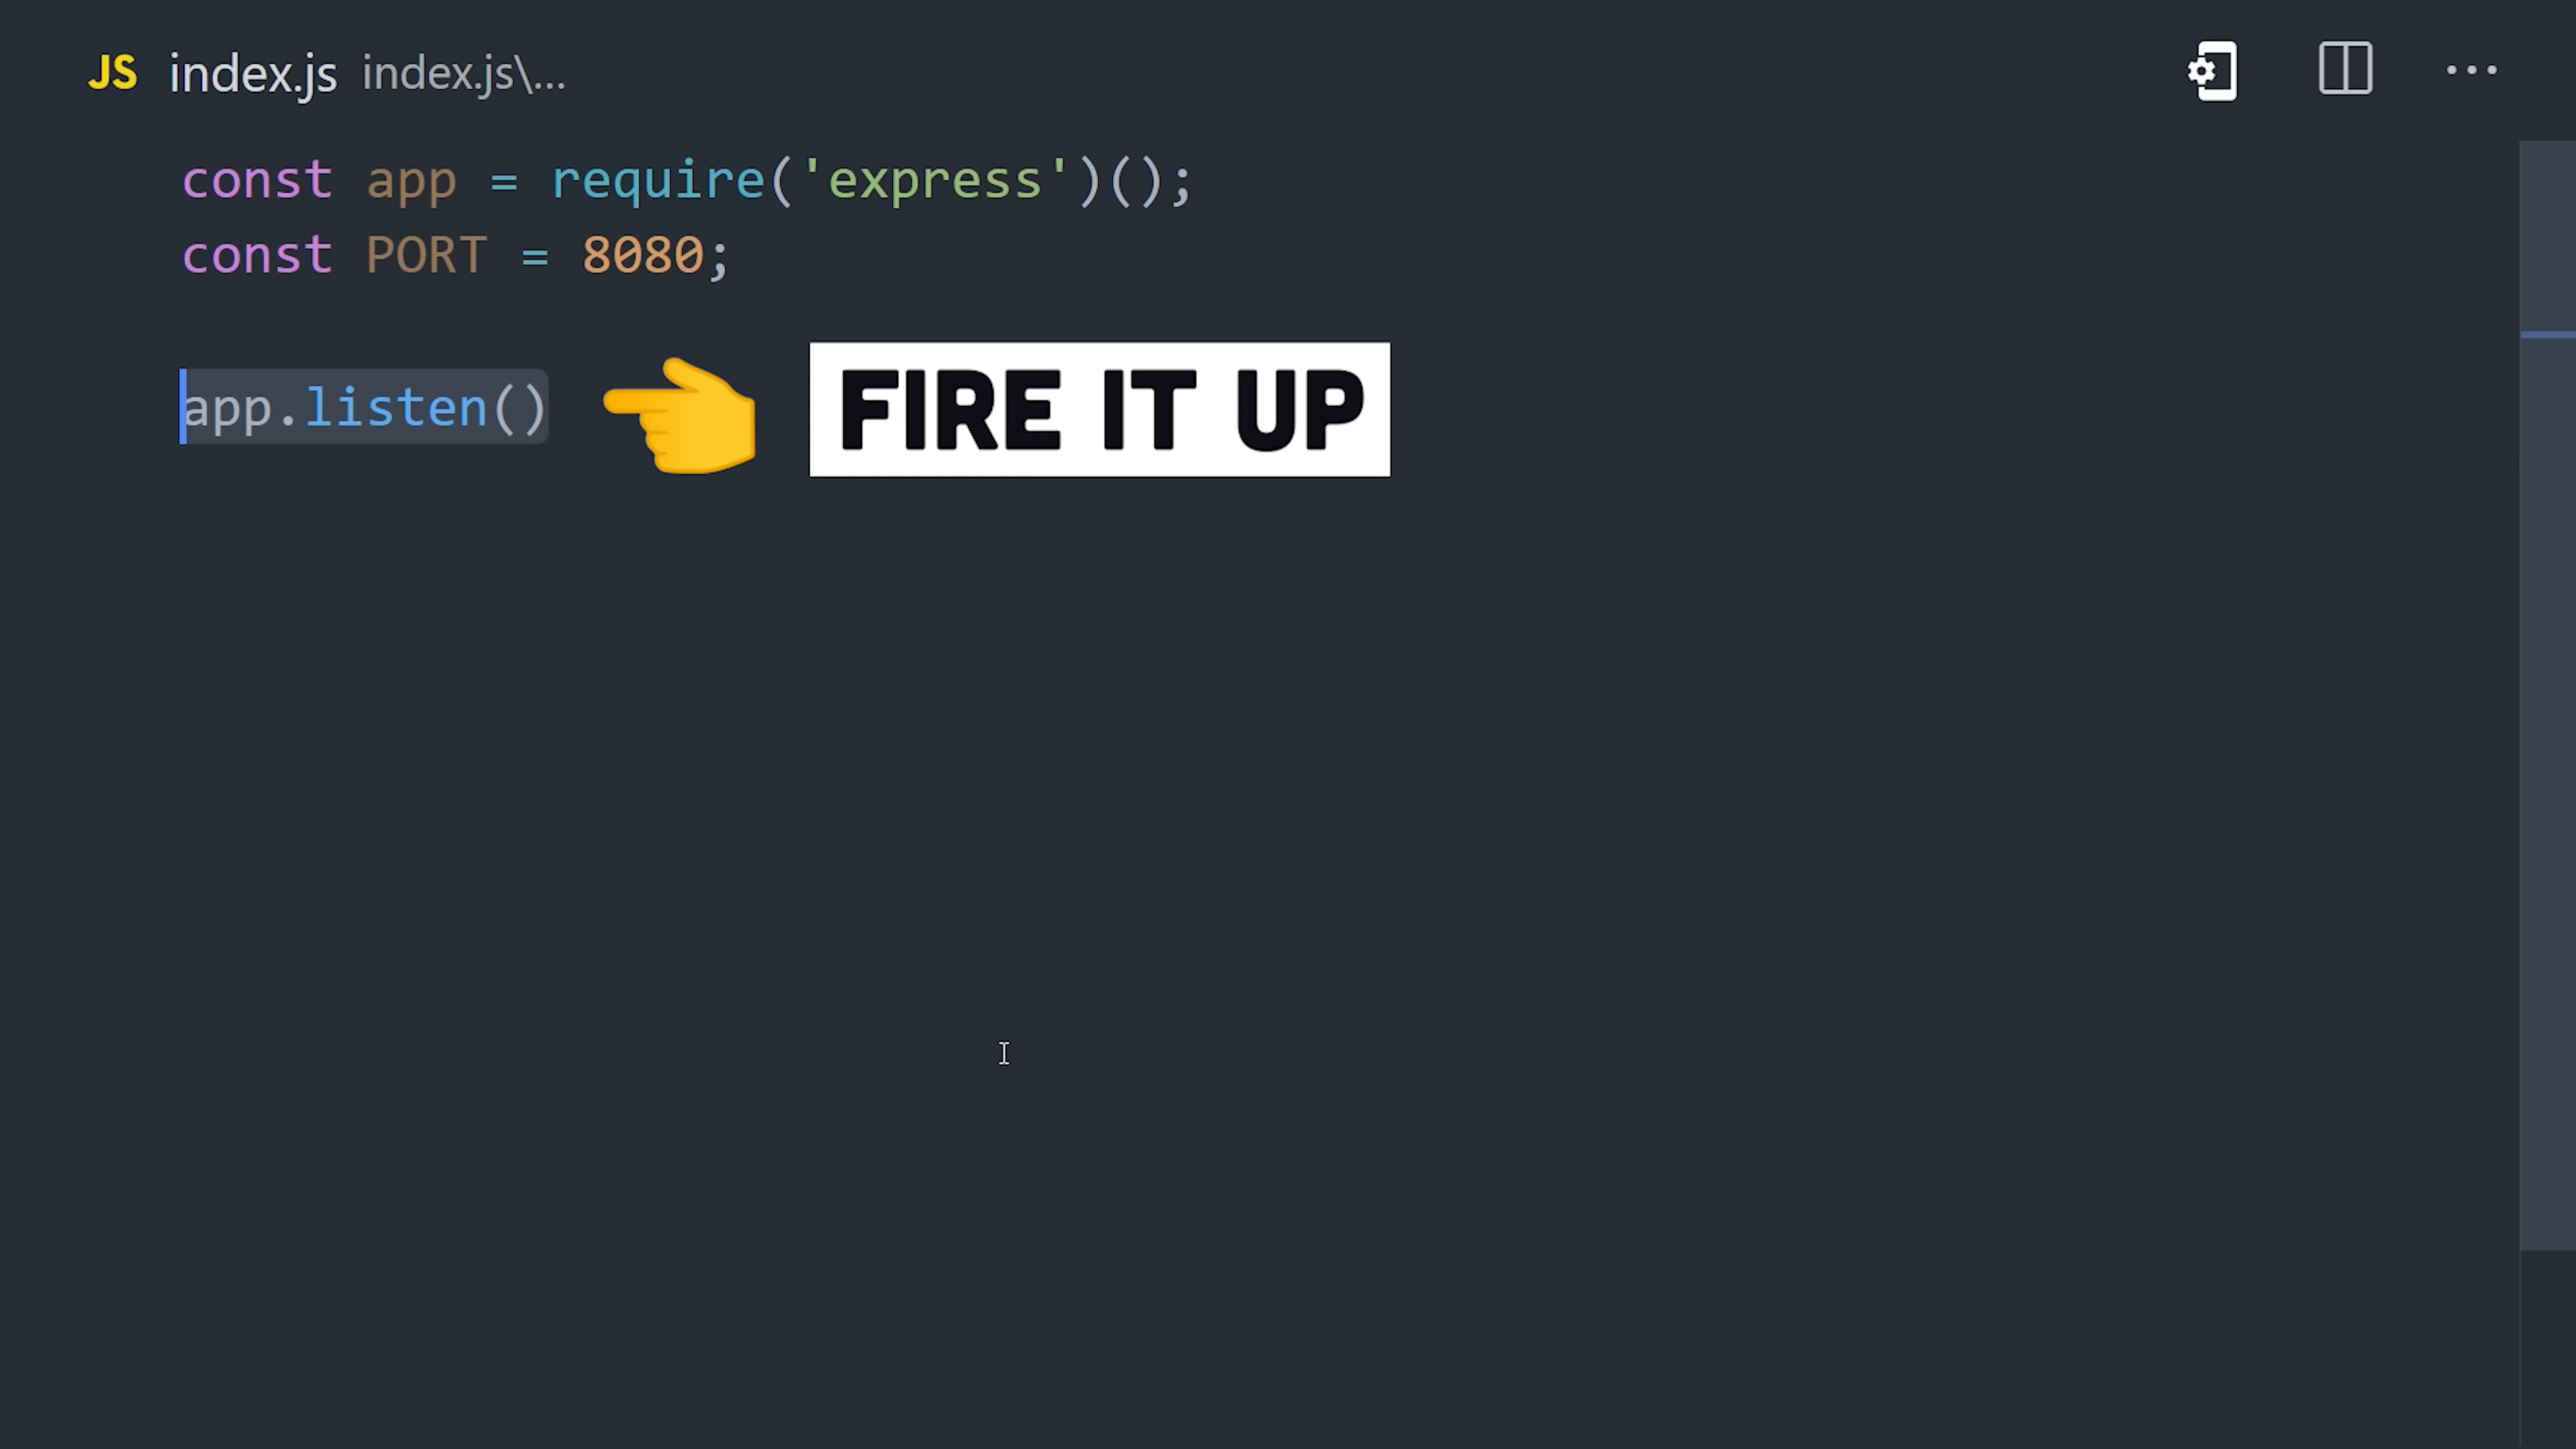 JS index.js index.js\...
const app = require('express')();
const PORT = 8080;
app.listen() FIRE IT UP